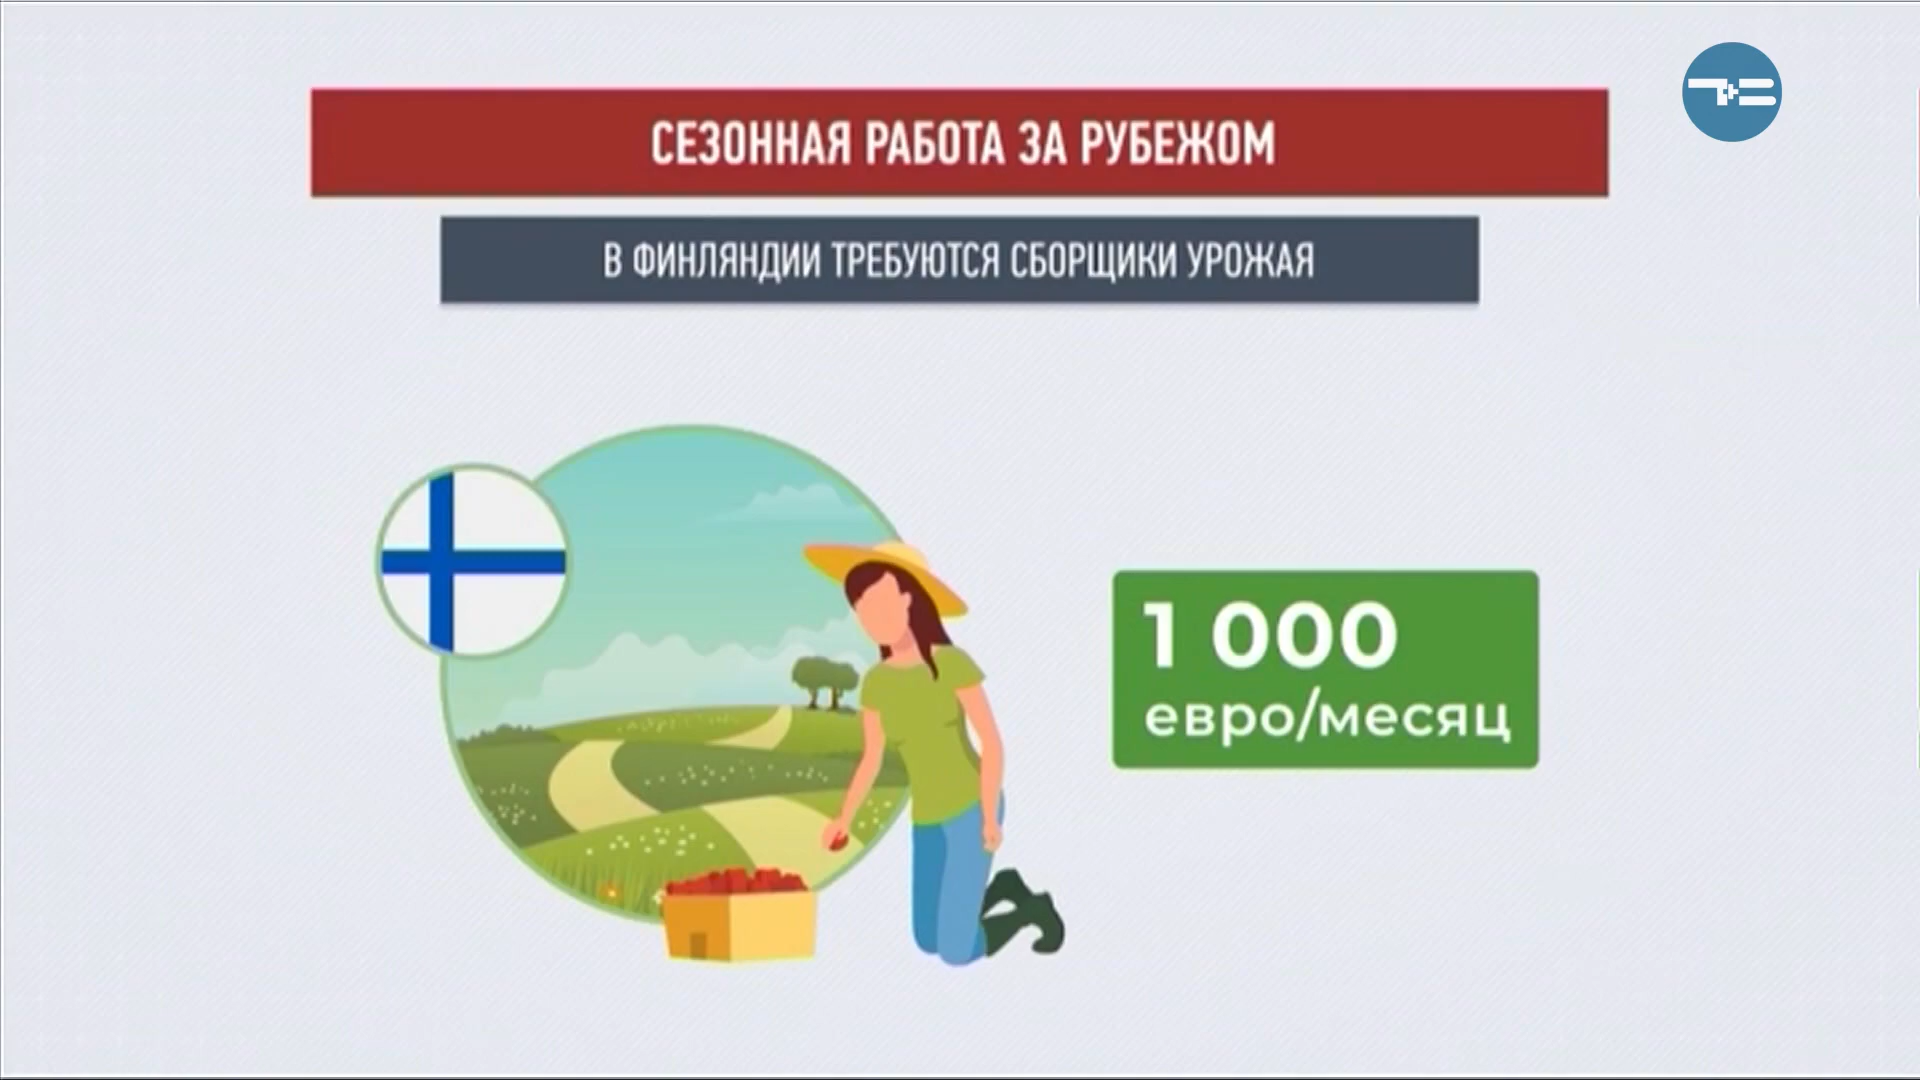 СЕЗОННАЯ РАБОТА ЗА РУБЕЖОМ
В ФИНЛЯНДИИ ТРЕБУЮТСЯ СБОРЩИКИ УРОЖАЯ
1 000
евро/месяц